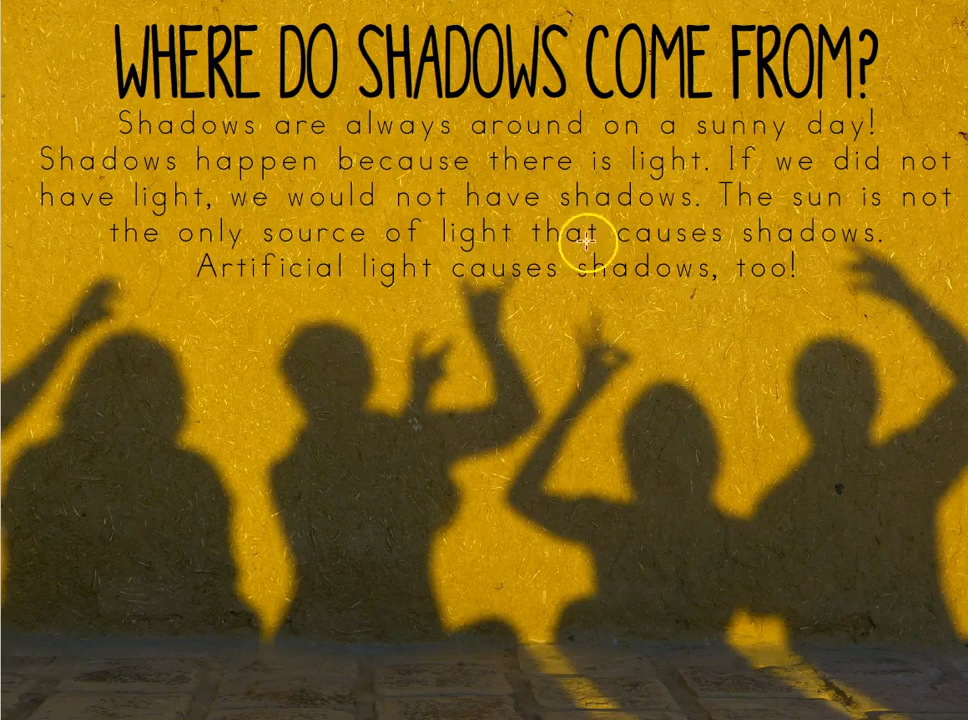 WHERE DO SHADOWS COME FROM?
Shadows are always around on a sunny day!
Shadows happen because there is light. If we did not
have light, we would not have shadows. The sun is not
the only source of light that causes shadows.
Artificial light causes shadows, too!